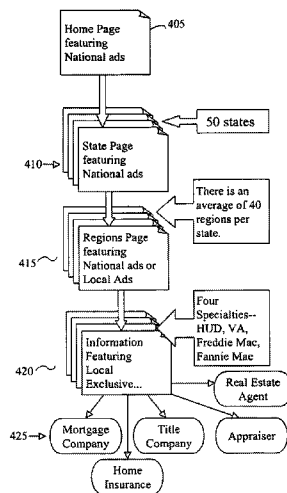 Home Page
featuring
National ads
405
50 states
State Page
featuring
National ads
410
There is an
average of 40
regions per
state.
Regions Page
featuring
National ads or
Local Ads
415
Four
Specialties--
HUD, VA,
Freddie Mac,
Fannie Mae
Information
Featuring
Local
Exclusive...
420
Real Estate
Agent
425
Mortgage
Company
Title
Company
Appraiser
Home
Insurance